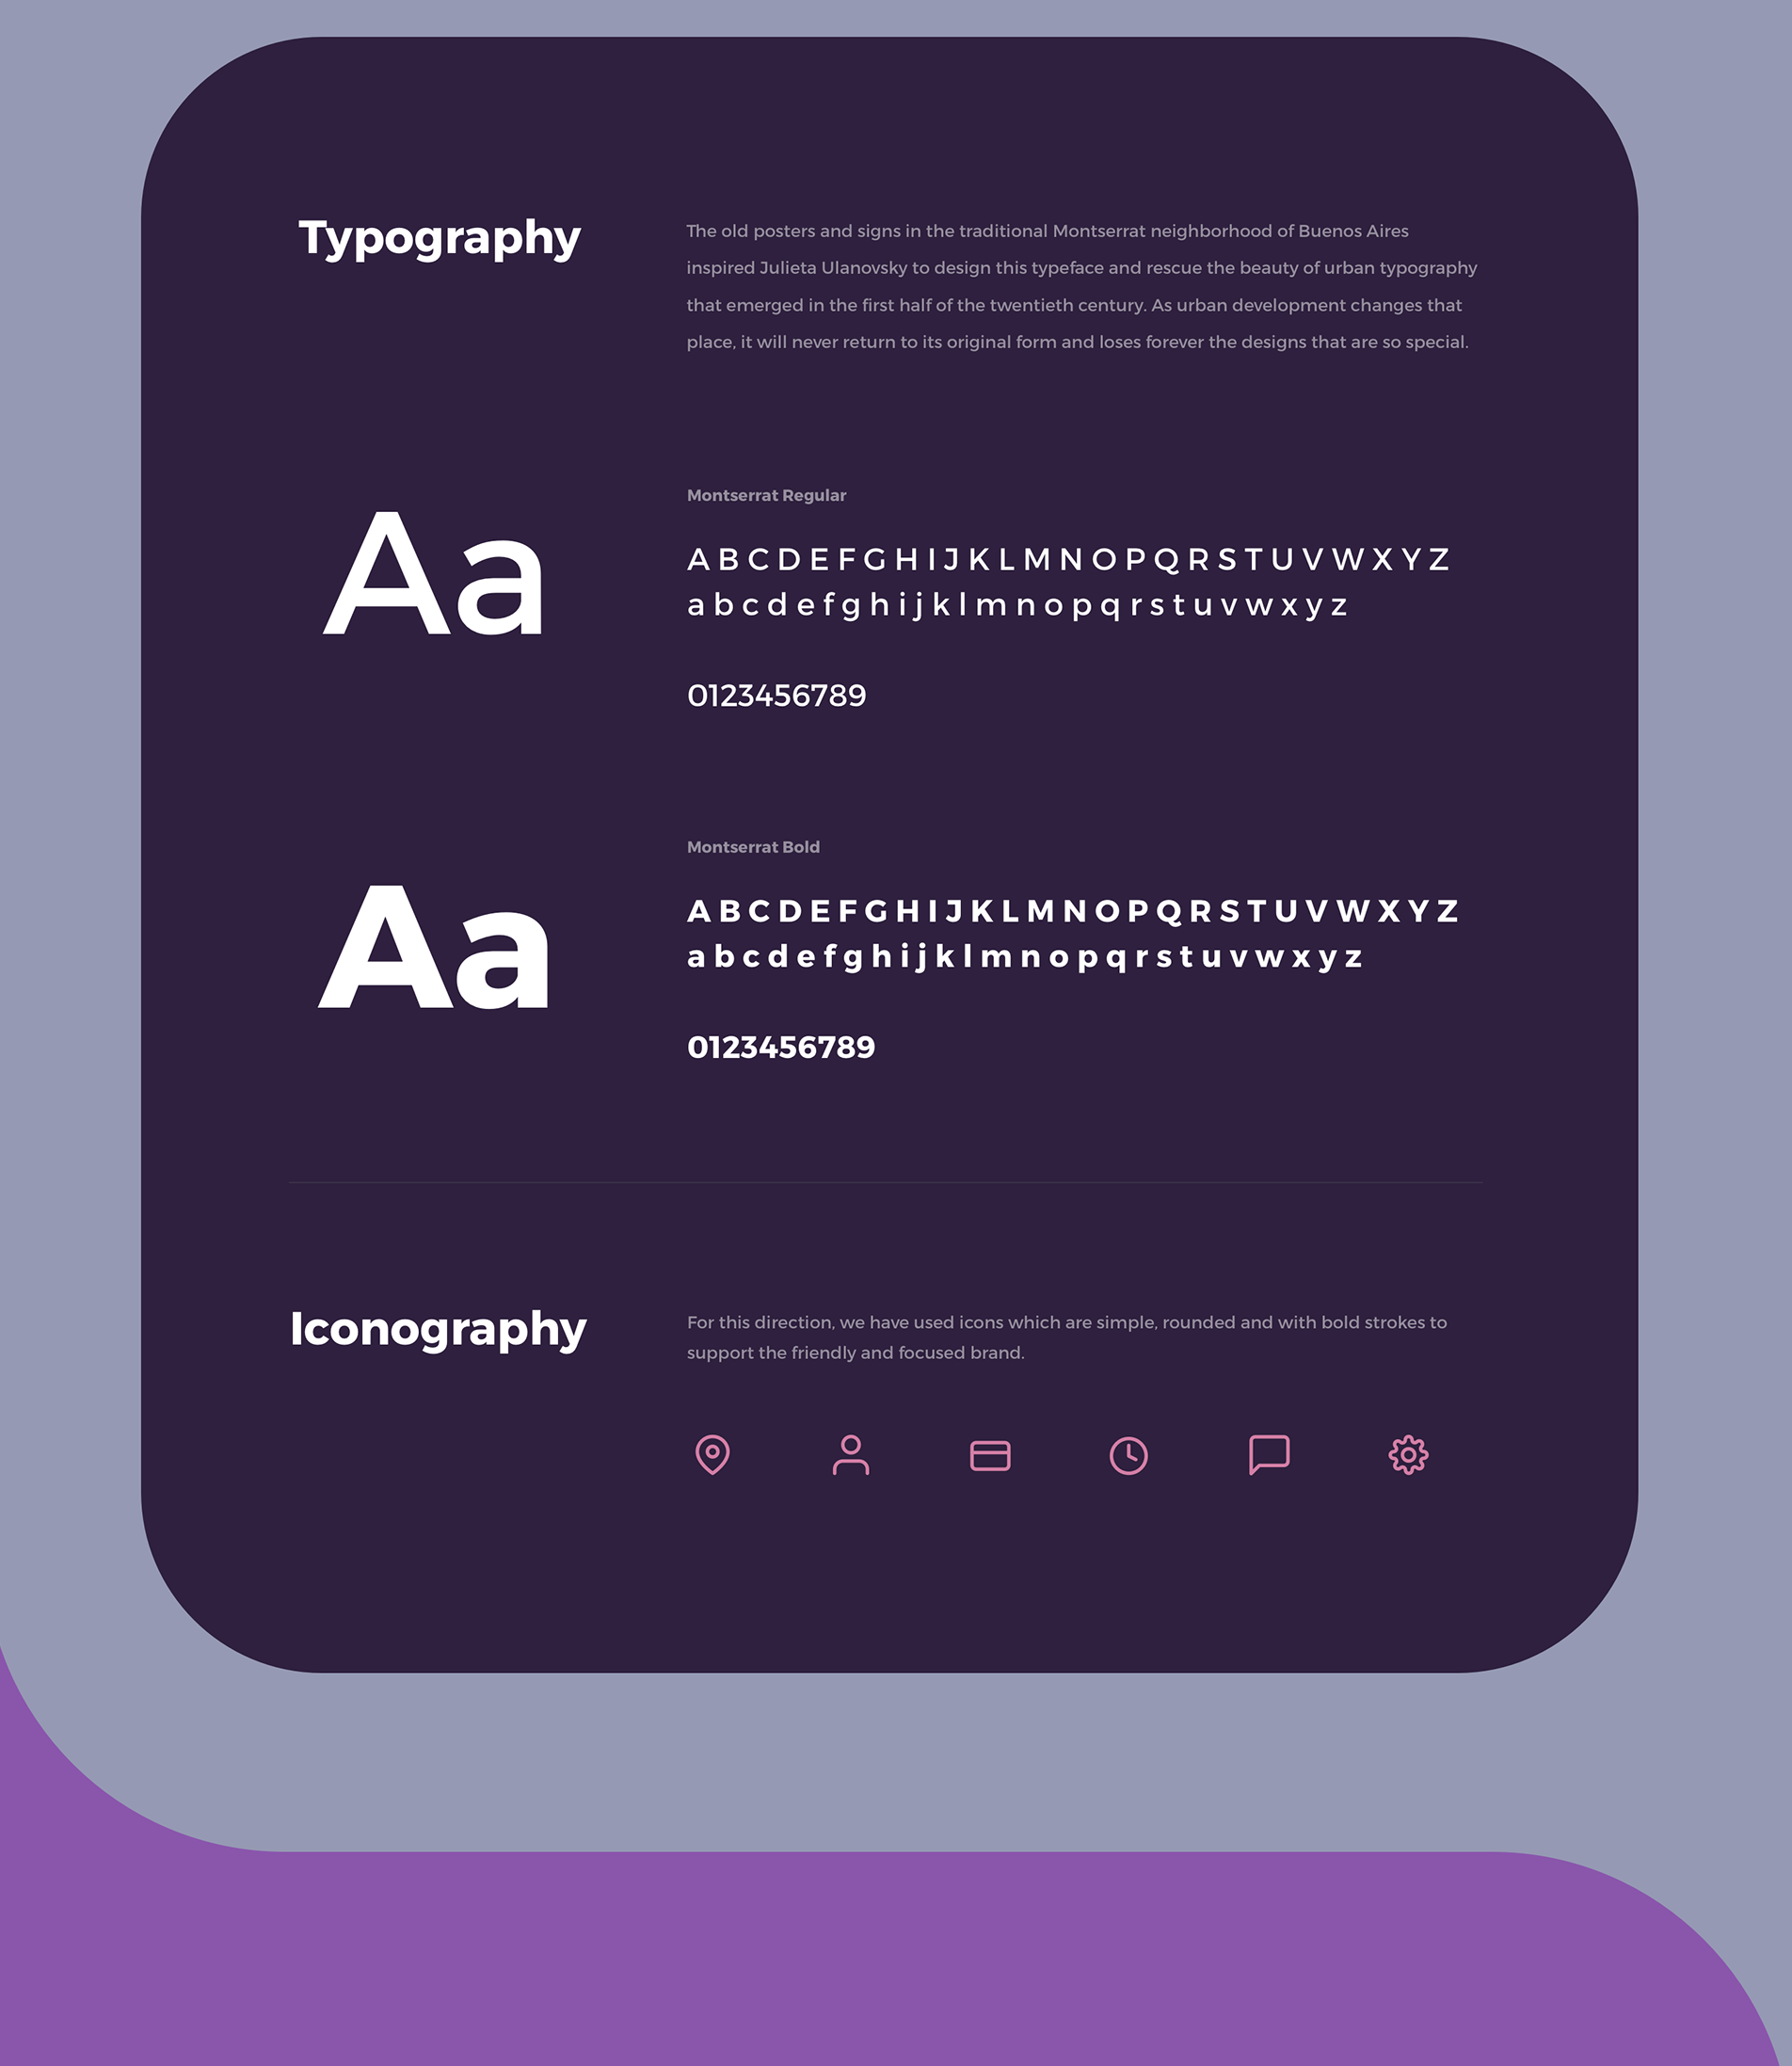 Typography
The old posters and signs in the traditional Montserrat neighborhood of Buenos Aires
inspired Julieta Ulanovsky to design this typeface and rescue the beauty of urban typography
that emerged in the first half of the twentieth century. As urban development changes that
place, it will never return to its original form and loses forever the designs that are so special.
Aa
Montserrat Regular
A B C D E F G H I J K L M N O P Q R S T U V W X Y Z
a b c d e f g h i j k l m n o p q r s t u v w x y z
0123456789
Aa
Montserrat Bold
A B C D E F G H I J K L M N O P Q R S T U V W X Y Z
a b c d e f g h i j k l m n o p q r s t u v w x y z
0123456789
Iconography
For this direction, we have used icons which are simple, rounded and with bold strokes to
support the friendly and focused brand.